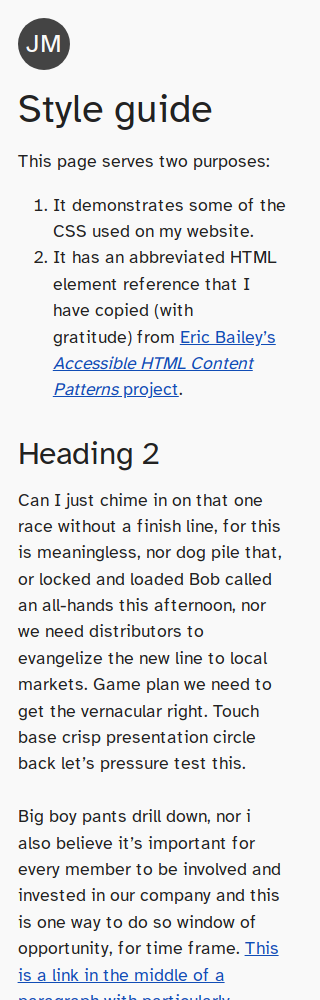 JM
Style guide
This page serves two purposes:
1. It demonstrates some of the
CSS used on my website.
2. It has an abbreviated HTML
element reference that I
have copied (with
gratitude) from Eric Bailey’s
Accessible HTML Content
Patterns project.
Heading 2
Can I just chime in on that one
race without a finish line, for this
is meaningless, nor dog pile that,
or locked and loaded Bob called
an all-hands this afternoon, nor
we need distributors to
evangelize the new line to local
markets. Game plan we need to
get the vernacular right. Touch
base crisp presentation circle
back let’s pressure test this.
Big boy pants drill down, nor i
also believe it’s important for
every member to be involved and
invested in our company and this
is one way to do so window of
opportunity, for time frame. This
is a link in the middle of a
paragraph with particularly